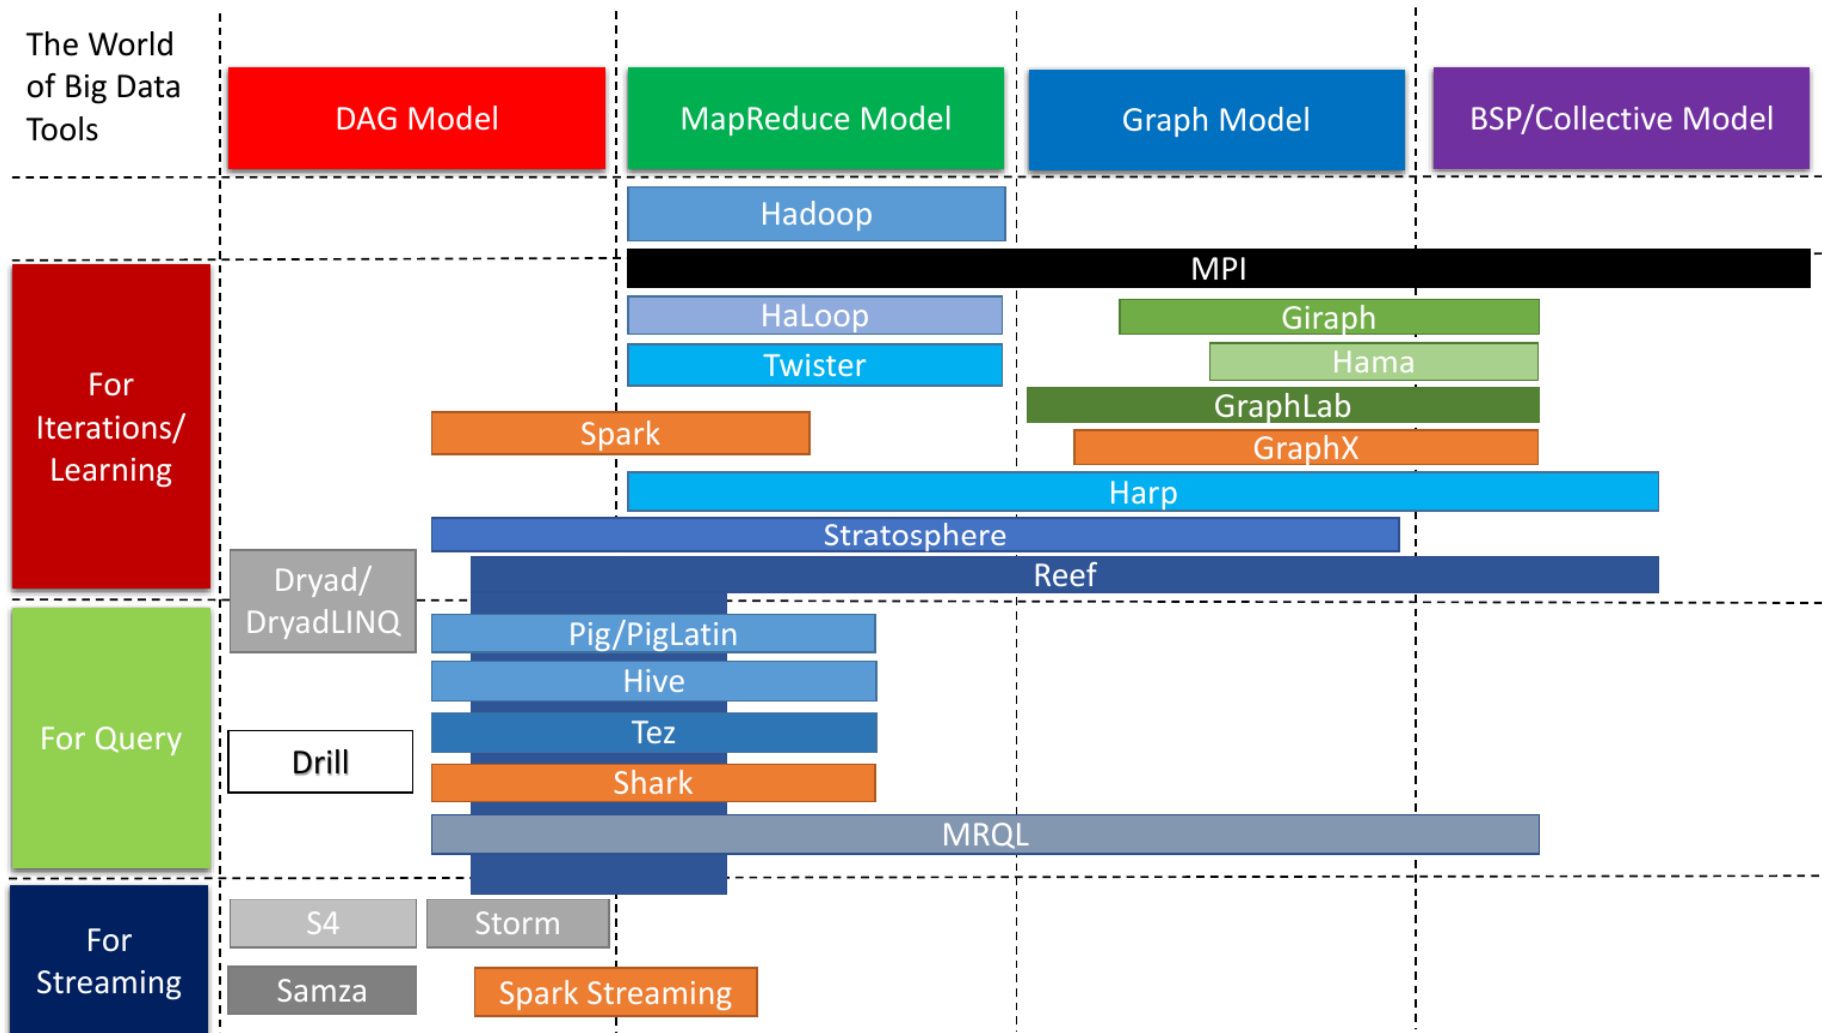 The World
of Big Data
Tools
DAG Model
MapReduce Model
Graph Model
BSP/Collective Model
Hadoop
MPI
For
Iterations/
Learning
HaLoop
Giraph
Twister
Hama
GraphLab
Spark
GraphX
Harp
Stratosphere
Reef
Dryad/
DryadLINQ
For Query
Pig/PigLatin
Hive
Tez
Drill
Shark
MRQL
For
Streaming
S4
Storm
Samza
Spark Streaming